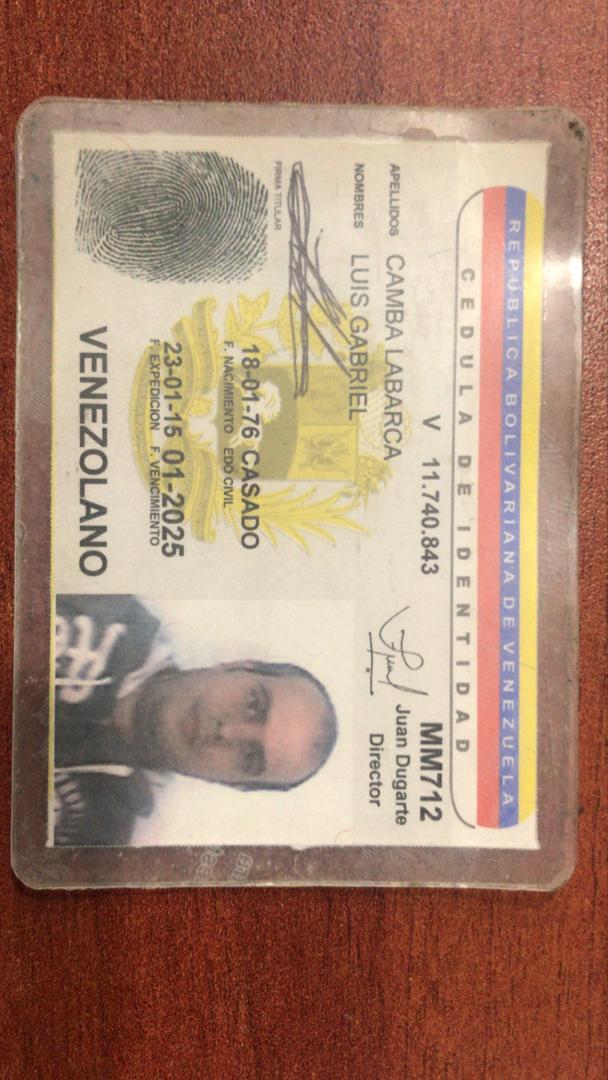 REPÚBLICA BOLIVARIANA DE VENEZUELA
CEDULA DE IDENTIDAD
V 11.740.843
MM712
Juan Dugarte
Director
APELLIDOS CAMBA LABARCA
NOMBRES LUIS GABRIEL
FIRMA TITULAR
18-01-76 CASADO
F. NACIMIENTO EDO CIVIL
23-01-15 01-2025
F. EXPEDICION F. VENCIMIENTO
VENEZOLANO